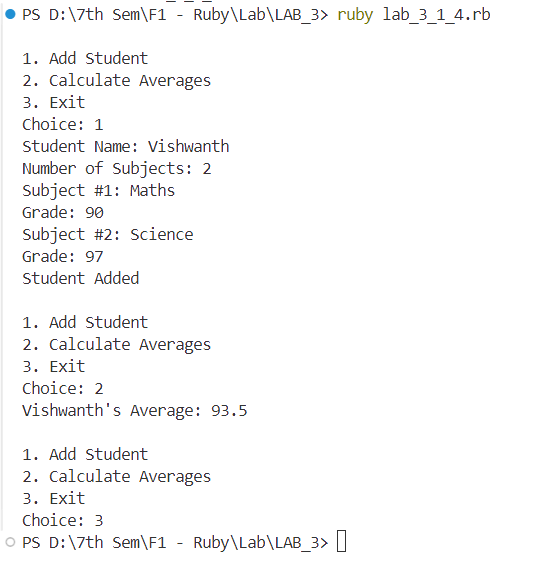 PS D:\7th Sem\F1 - Ruby\Lab\LAB_3> ruby lab_3_1_4.rb
1. Add Student
2. Calculate Averages
3. Exit
Choice: 1
Student Name: Vishwanth
Number of Subjects: 2
Subject #1: Maths
Grade: 90
Subject #2: Science
Grade: 97
Student Added
1. Add Student
2. Calculate Averages
3. Exit
Choice: 2
Vishwanth's Average: 93.5
1. Add Student
2. Calculate Averages
3. Exit
Choice: 3
PS D:\7th Sem\F1 - Ruby\Lab\LAB_3>